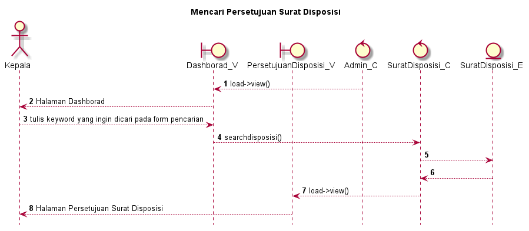 Mencari Persetujuan Surat Disposisi
Kepala
Dashborad_V
PersetujuanDisposisi_V
Admin_C
SuratDisposisi_C
SuratDisposisi_E
1 load->view()
2 Halaman Dashborad
3 tulis keyword yang ingin dicari pada form pencarian
4 searchdisposisi()
5
6
7 load->view()
8 Halaman Persetujuan Surat Disposisi